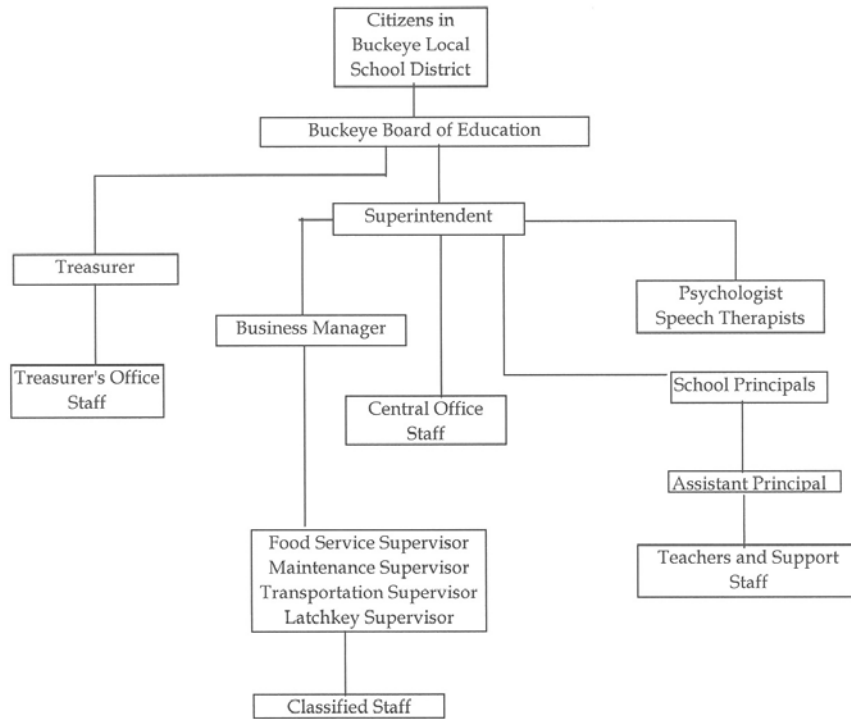 Citizens in
Buckeye Local
School District
Buckeye Board of Education
Superintendent
Treasurer
Psychologist
Speech Therapists
Business Manager
Treasurer's Office
Staff
School Principals
Central Office
Staff
Assistant Principal
Food Service Supervisor
Maintenance Supervisor
Transportation Supervisor
Latchkey Supervisor
Teachers and Support
Staff
Classified Staff